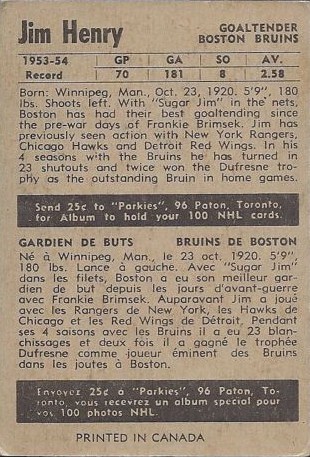 Jim Henry
GOALTENDER
BOSTON BRUINS
1953-54 GP GA SO AV.
Record 70 181 8 2.58
Born: Winnipeg, Man., Oct. 23, 1920. 5'9", 180
lbs. Shoots left. With "Sugar Jim" in the nets,
Boston has had their best goaltending since
the pre-war days of Frankie Brimsek. Jim has
previously seen action with New York Rangers,
Chicago Hawks and Detroit Red Wings. In his
4 seasons with the Bruins he has turned in
23 shutouts and twice won the Dufresne tro-
phy as the outstanding Bruin in home games.
Send 25¢ to "Parkies", 96 Paton, Toronto,
for Album to hold your 100 NHL cards.
GARDIEN DE BUTS BRUINS DE BOSTON
Né à Winnipeg, Man., le 23 oct. 1920. 5'9",
180 lbs. Lance à gauche. Avec "Sugar Jim"
dans les filets, Boston a eu son meilleur gar-
dien de but depuis les jours d'avant-guerre
avec Frankie Brimsek. Auparavant Jim a joué
avec les Rangers de New York, les Hawks de
Chicago et les Red Wings de Détroit. Pendant
ses 4 saisons avec les Bruins il a eu 23 blan-
chissages et deux fois il a gagné le trophée
Dufresne comme joueur éminent des Bruins
dans les joutes à Boston.
Envoyez 25¢ à "Parkies", 96 Paton, To-
ronto, vous recevrez un album spécial pour
vos 100 photos NHL.
PRINTED IN CANADA